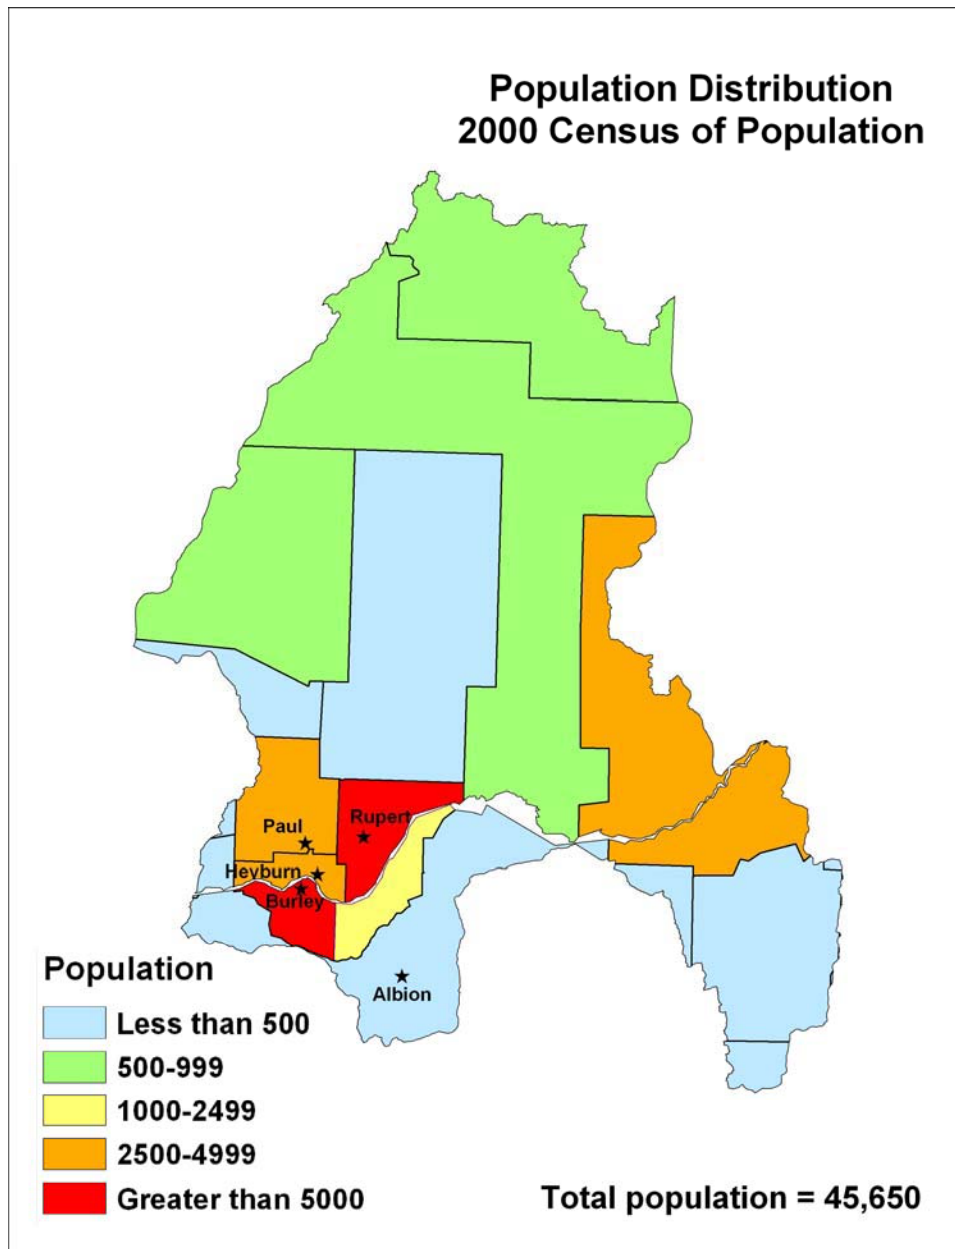 Population Distribution
2000 Census of Population
Paul
Rupert
Heyburn
Burley
Albion
Population
Less than 500
500-999
1000-2499
2500-4999
Greater than 5000
Total population = 45,650